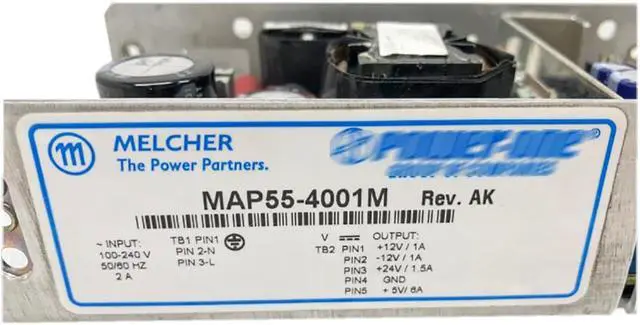 m MELCHER
The Power Partners.
POWER-ONE®
GROUP OF COMPANIES
MAP55-4001M Rev. AK
~ INPUT:
100-240 V
50/60 HZ
2 A
TB1 PIN1
PIN 2-N
PIN 3-L
V OUTPUT:
TB2 PIN1 +12V / 1A
PIN2 -12V / 1A
PIN3 +24V / 1.5A
PIN4 GND
PIN5 + 5V/ 6A